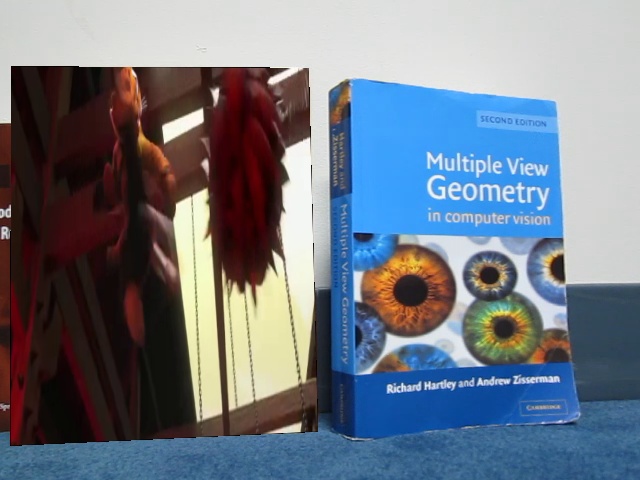 SECOND EDITION
Multiple View
Geometry
in computer vision
Richard Hartley and Andrew Zisserman
CAMBRIDGE
Hartley and
Zisserman
Multiple View Geometry
CAMBRIDGE